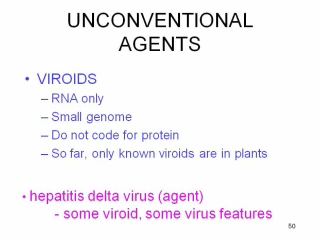 UNCONVENTIONAL
AGENTS
• VIROIDS
– RNA only
– Small genome
– Do not code for protein
– So far, only known viroids are in plants
• hepatitis delta virus (agent)
- some viroid, some virus features
50